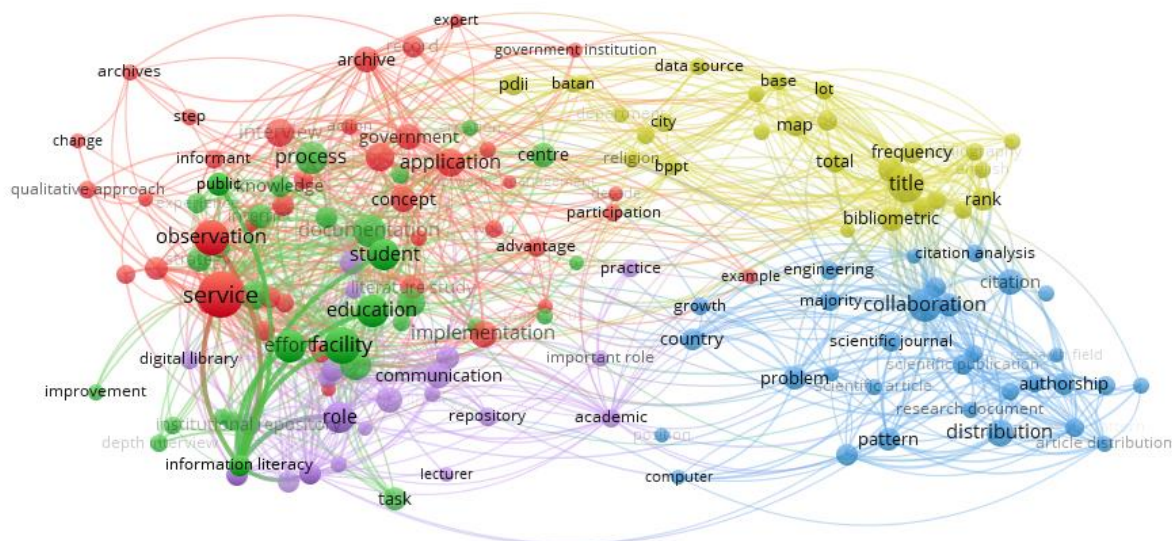 expert
archive
record
government institution
archives
data source
base
pdii
batan
lot
step
city
map
change
interview
government
process
application
centre
frequency
informant
religion
bppt
total
public
knowledge
title
qualitative approach
concept
rank
participation
bibliometric
observation
documentation
advantage
student
citation analysis
practice
engineering
example
citation
service
literature study
education
growth
majority
collaboration
implementation
effort
facility
country
scientific journal
digital library
important role
scientific publication
communication
problem
scientific article
authorship
improvement
role
repository
academic
research document
institutional repository
distribution
depth interview
pattern
article distribution
information literacy
lecturer
computer
task